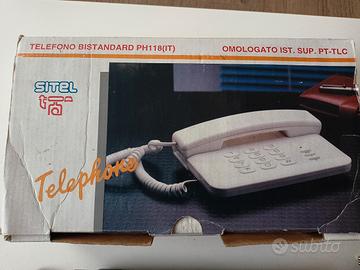 TELEFONO BISTANDARD PH118(IT)
OMOLOGATO IST. SUP. PT-TLC
SITEL
Telephone
subito